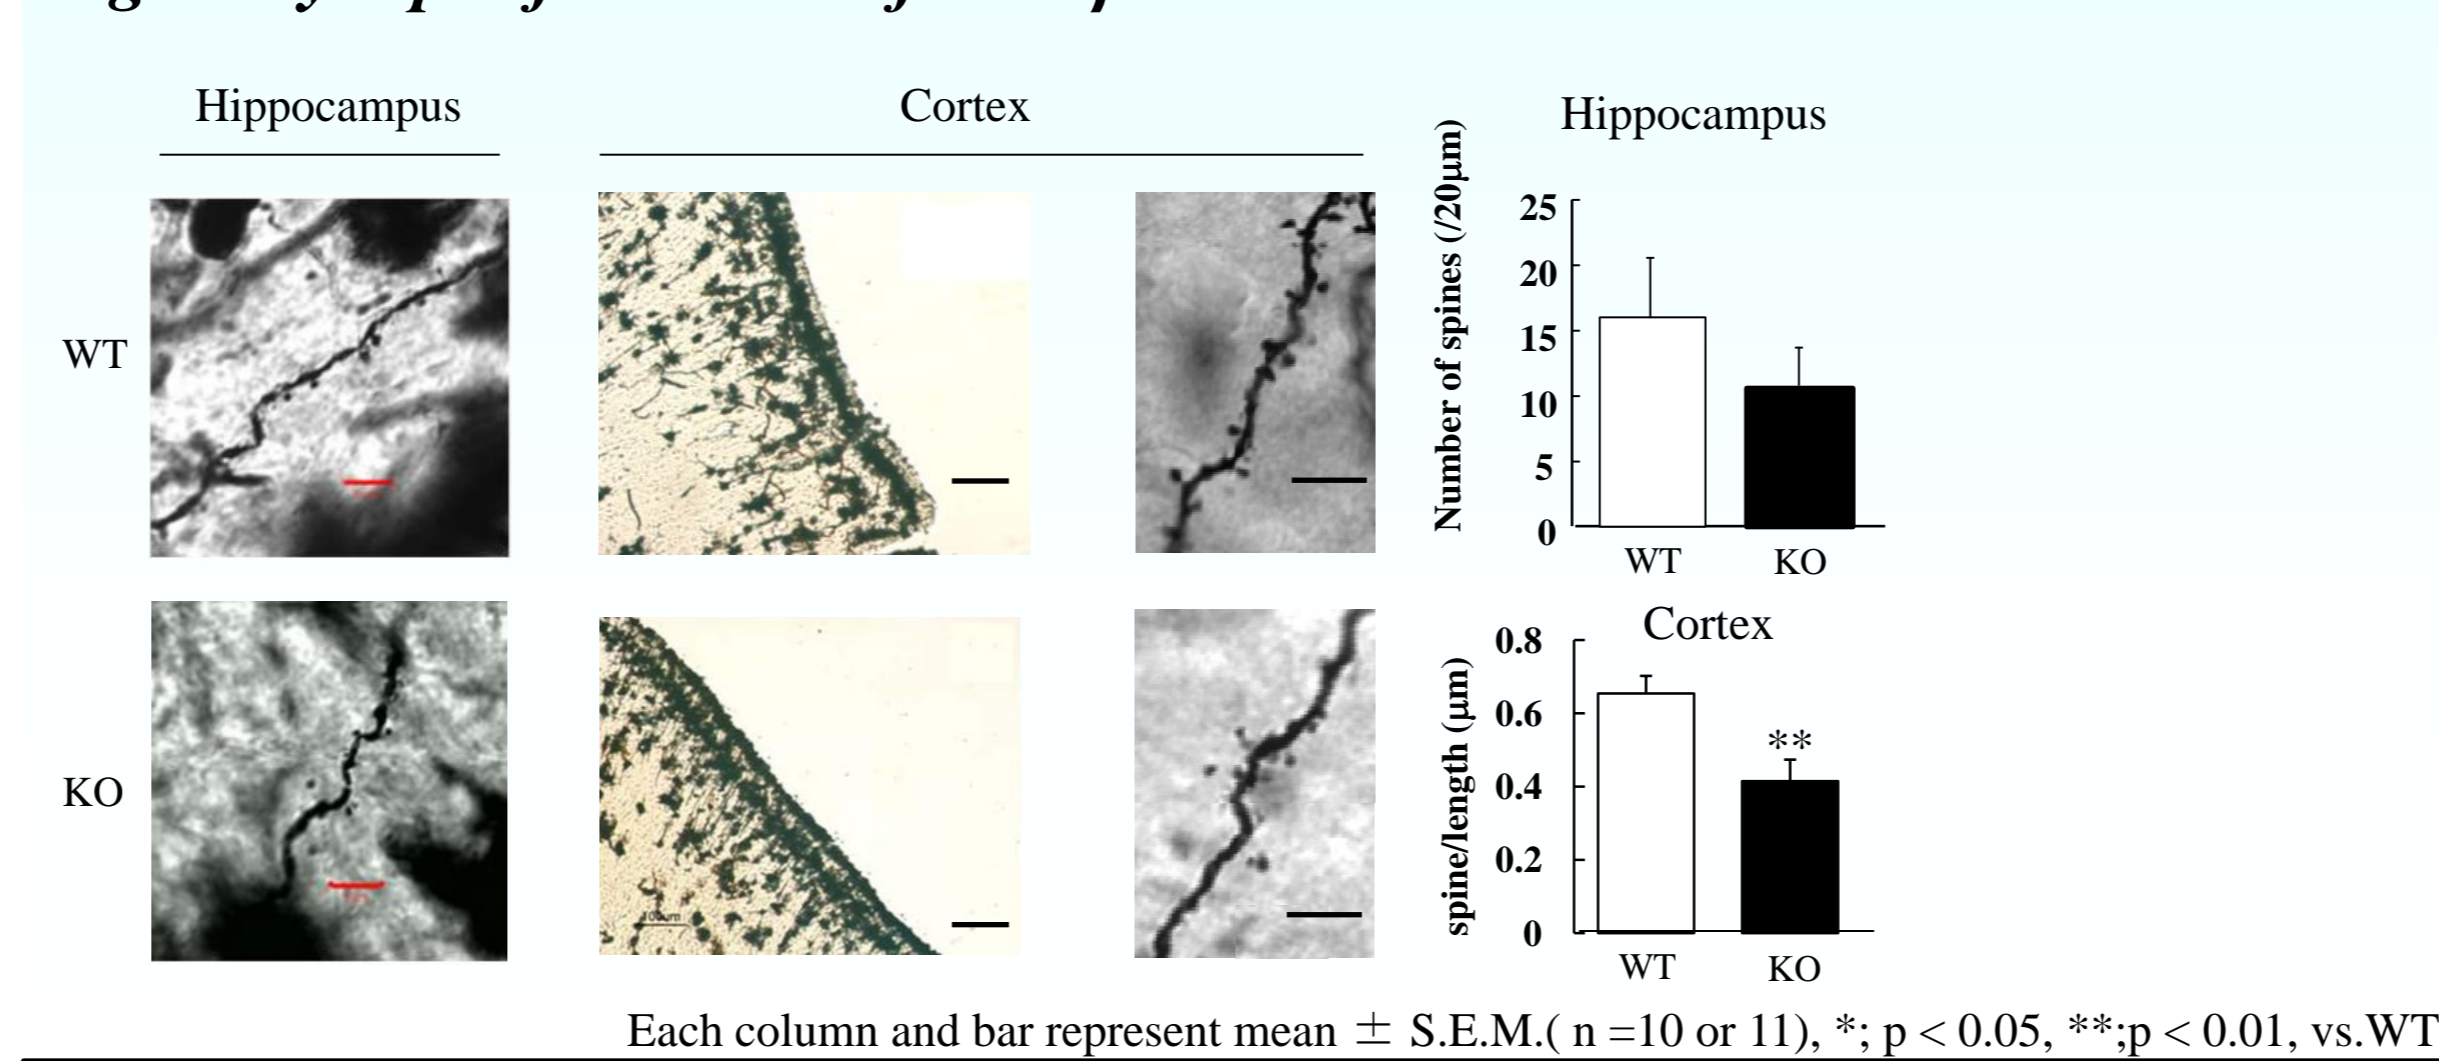 Hippocampus
Cortex
Hippocampus
WT
KO
100um
Number of spines (/20μm)
25
20
15
10
5
0
WT
KO
Cortex
spine/length (μm)
0.8
0.6
0.4
0.2
0
**
WT
KO
Each column and bar represent mean ± S.E.M.( n =10 or 11), *; p < 0.05, **;p < 0.01, vs.WT